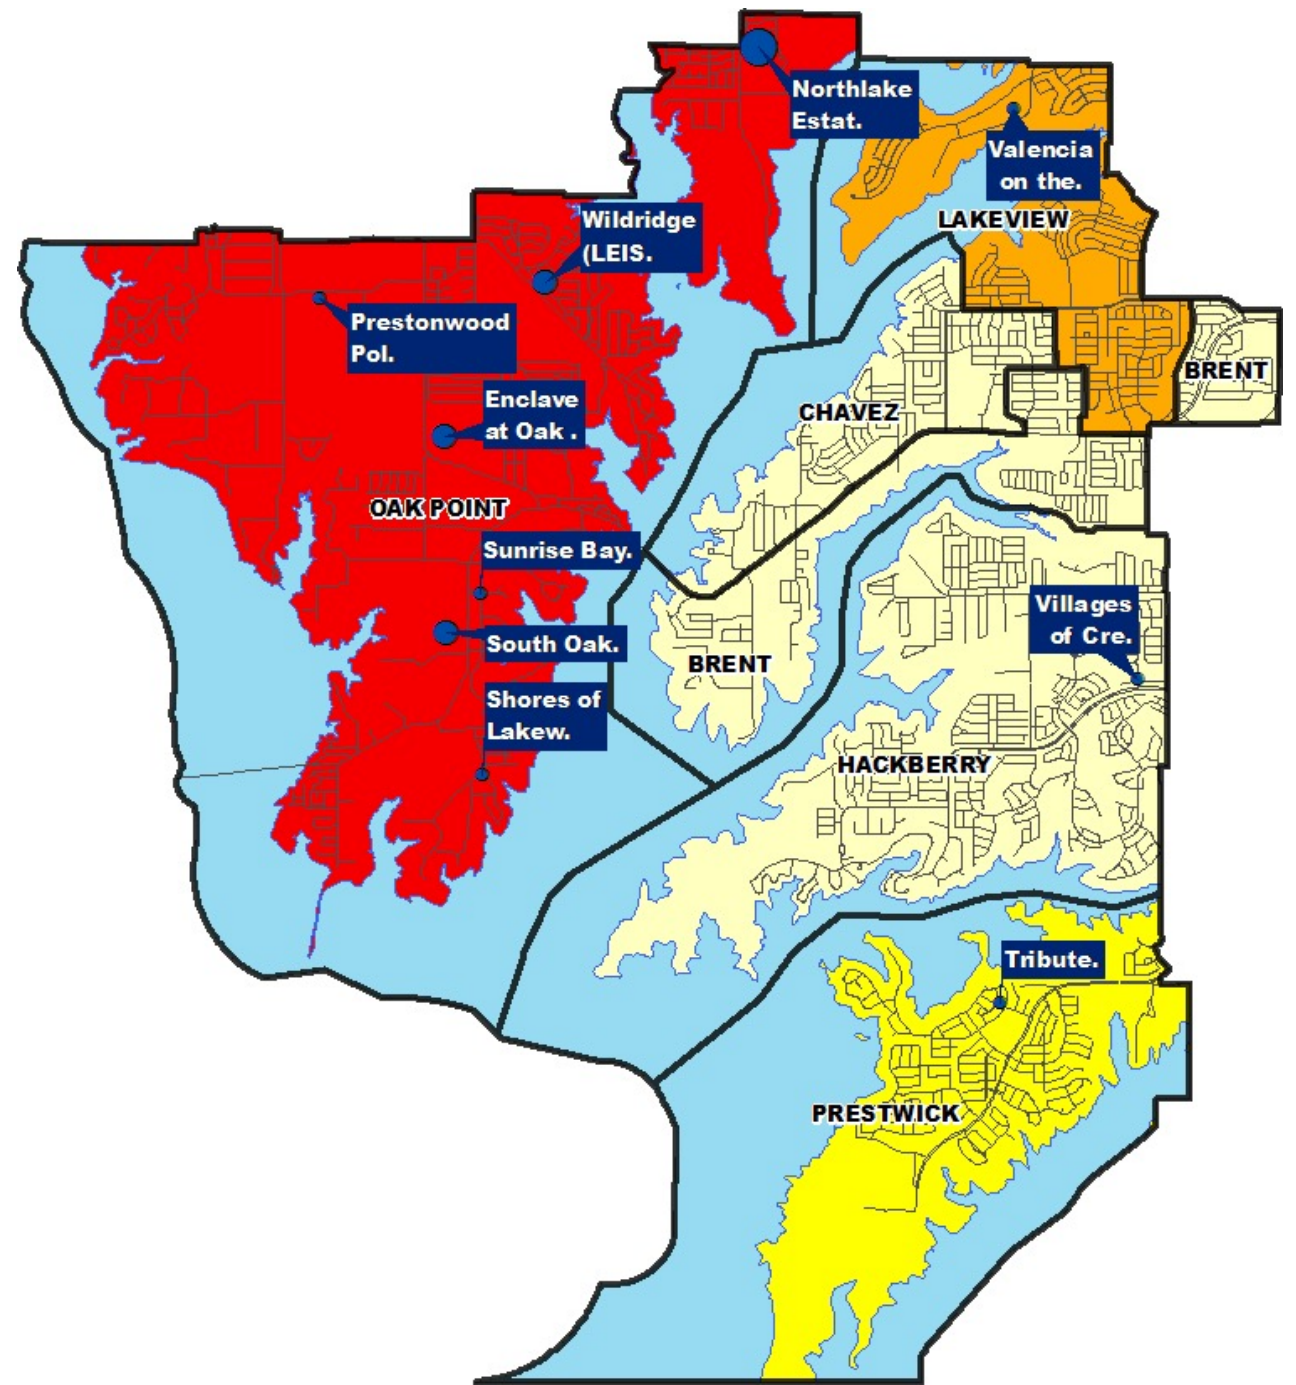 Northlake
Estat.
Valencia
on the.
LAKEVIEW
Wildridge
(LEIS.
Prestonwood
Pol.
BRENT
Enclave
at Oak .
CHAVEZ
OAK POINT
Sunrise Bay.
Villages
of Cre.
South Oak.
BRENT
Shores of
Lakew.
HACKBERRY
Tribute.
PRESTWICK